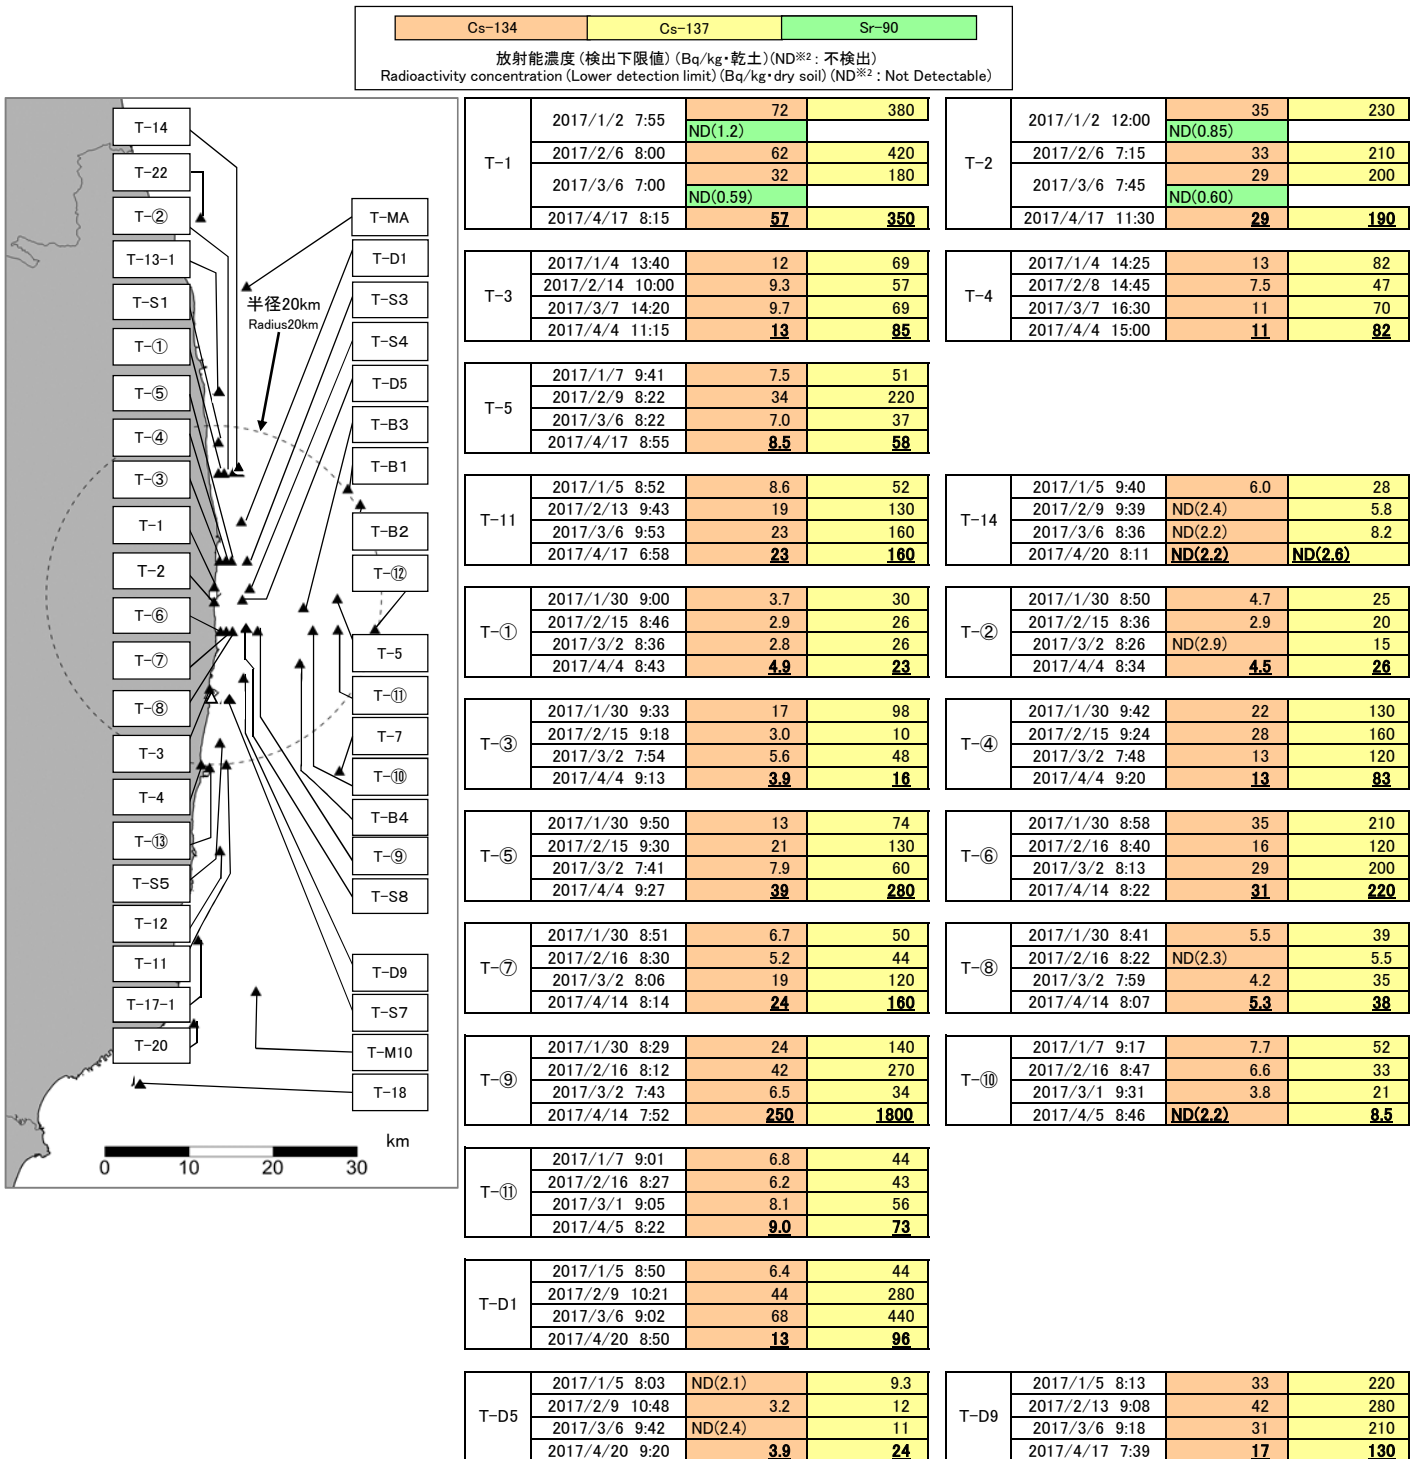 Cs-134 Cs-137 Sr-90
放射能濃度(検出下限値)(Bq/kg・乾土)(ND※2:不検出)
Radioactivity concentration (Lower detection limit) (Bq/kg・dry soil) (ND※2 : Not Detectable)
T-14
T-22
T-②
T-13-1
T-S1
T-①
T-⑤
T-④
T-③
T-1
T-2
T-⑥
T-⑦
T-⑧
T-3
T-4
T-⑬
T-S5
T-12
T-11
T-17-1
T-20
T-MA
T-D1
T-S3
T-S4
T-D5
T-B3
T-B1
T-B2
T-⑫
T-5
T-⑪
T-7
T-⑩
T-B4
T-⑨
T-S8
T-D9
T-S7
T-M10
T-18
半径20km
Radius20km
km
0 10 20 30
T-1
2017/1/2 7:55 72 380
ND(1.2)
2017/2/6 8:00 62 420
2017/3/6 7:00 32 180
ND(0.59)
2017/4/17 8:15 57 350
T-2
2017/1/2 12:00 35 230
ND(0.85)
2017/2/6 7:15 33 210
2017/3/6 7:45 29 200
ND(0.60)
2017/4/17 11:30 29 190
T-3
2017/1/4 13:40 12 69
2017/2/14 10:00 9.3 57
2017/3/7 14:20 9.7 69
2017/4/4 11:15 13 85
T-4
2017/1/4 14:25 13 82
2017/2/8 14:45 7.5 47
2017/3/7 16:30 11 70
2017/4/4 15:00 11 82
T-5
2017/1/7 9:41 7.5 51
2017/2/9 8:22 34 220
2017/3/6 8:22 7.0 37
2017/4/17 8:55 8.5 58
T-11
2017/1/5 8:52 8.6 52
2017/2/13 9:43 19 130
2017/3/6 9:53 23 160
2017/4/17 6:58 23 160
T-14
2017/1/5 9:40 6.0 28
2017/2/9 9:39 ND(2.4) 5.8
2017/3/6 8:36 ND(2.2) 8.2
2017/4/20 8:11 ND(2.2) ND(2.6)
T-①
2017/1/30 9:00 3.7 30
2017/2/15 8:46 2.9 26
2017/3/2 8:36 2.8 26
2017/4/4 8:43 4.9 23
T-②
2017/1/30 8:50 4.7 25
2017/2/15 8:36 2.9 20
2017/3/2 8:26 ND(2.9) 15
2017/4/4 8:34 4.5 26
T-③
2017/1/30 9:33 17 98
2017/2/15 9:18 3.0 10
2017/3/2 7:54 5.6 48
2017/4/4 9:13 3.9 16
T-④
2017/1/30 9:42 22 130
2017/2/15 9:24 28 160
2017/3/2 7:48 13 120
2017/4/4 9:20 13 83
T-⑤
2017/1/30 9:50 13 74
2017/2/15 9:30 21 130
2017/3/2 7:41 7.9 60
2017/4/4 9:27 39 280
T-⑥
2017/1/30 8:58 35 210
2017/2/16 8:40 16 120
2017/3/2 8:13 29 200
2017/4/14 8:22 31 220
T-⑦
2017/1/30 8:51 6.7 50
2017/2/16 8:30 5.2 44
2017/3/2 8:06 19 120
2017/4/14 8:14 24 160
T-⑧
2017/1/30 8:41 5.5 39
2017/2/16 8:22 ND(2.3) 5.5
2017/3/2 7:59 4.2 35
2017/4/14 8:07 5.3 38
T-⑨
2017/1/30 8:29 24 140
2017/2/16 8:12 42 270
2017/3/2 7:43 6.5 34
2017/4/14 7:52 250 1800
T-⑩
2017/1/7 9:17 7.7 52
2017/2/16 8:47 6.6 33
2017/3/1 9:31 3.8 21
2017/4/5 8:46 ND(2.2) 8.5
T-⑪
2017/1/7 9:01 6.8 44
2017/2/16 8:27 6.2 43
2017/3/1 9:05 8.1 56
2017/4/5 8:22 9.0 73
T-D1
2017/1/5 8:50 6.4 44
2017/2/9 10:21 44 280
2017/3/6 9:02 68 440
2017/4/20 8:50 13 96
T-D5
2017/1/5 8:03 ND(2.1) 9.3
2017/2/9 10:48 3.2 12
2017/3/6 9:42 ND(2.4) 11
2017/4/20 9:20 3.9 24
T-D9
2017/1/5 8:13 33 220
2017/2/13 9:08 42 280
2017/3/6 9:18 31 210
2017/4/17 7:39 17 130